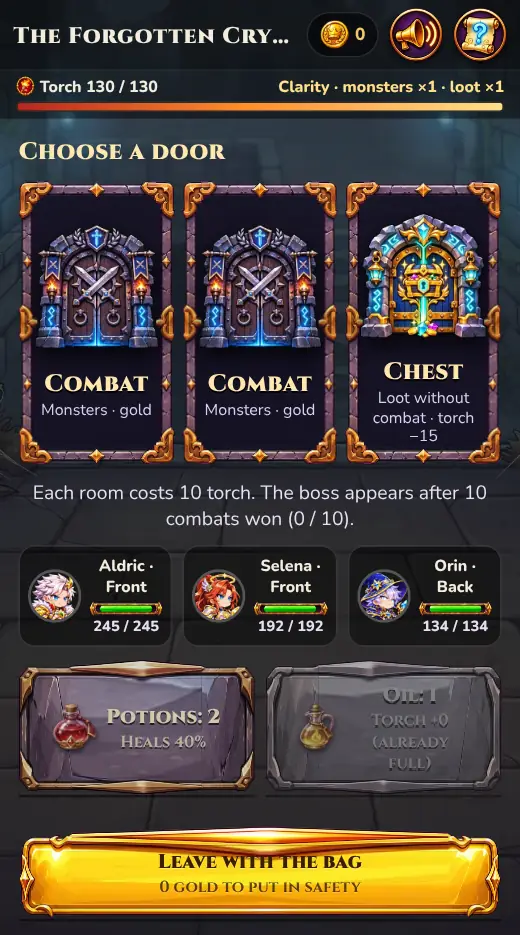 The Forgotten Cry...
0
Torch 130 / 130
Clarity · monsters ×1 · loot ×1
Choose a door
Combat
Monsters · gold
Combat
Monsters · gold
Chest
Loot without
combat · torch
−15
Each room costs 10 torch. The boss appears after 10
combats won (0 / 10).
Aldric ·
Front
245 / 245
Selena ·
Front
192 / 192
Orin ·
Back
134 / 134
Potions: 2
Heals 40%
Oil: 1
Torch +0
(already
full)
Leave with the bag
0 gold to put in safety